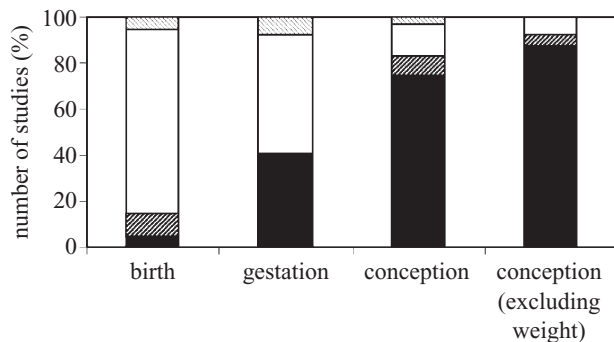 number of studies (%)
100
80
60
40
20
0
birth
gestation
conception
conception
(excluding
weight)